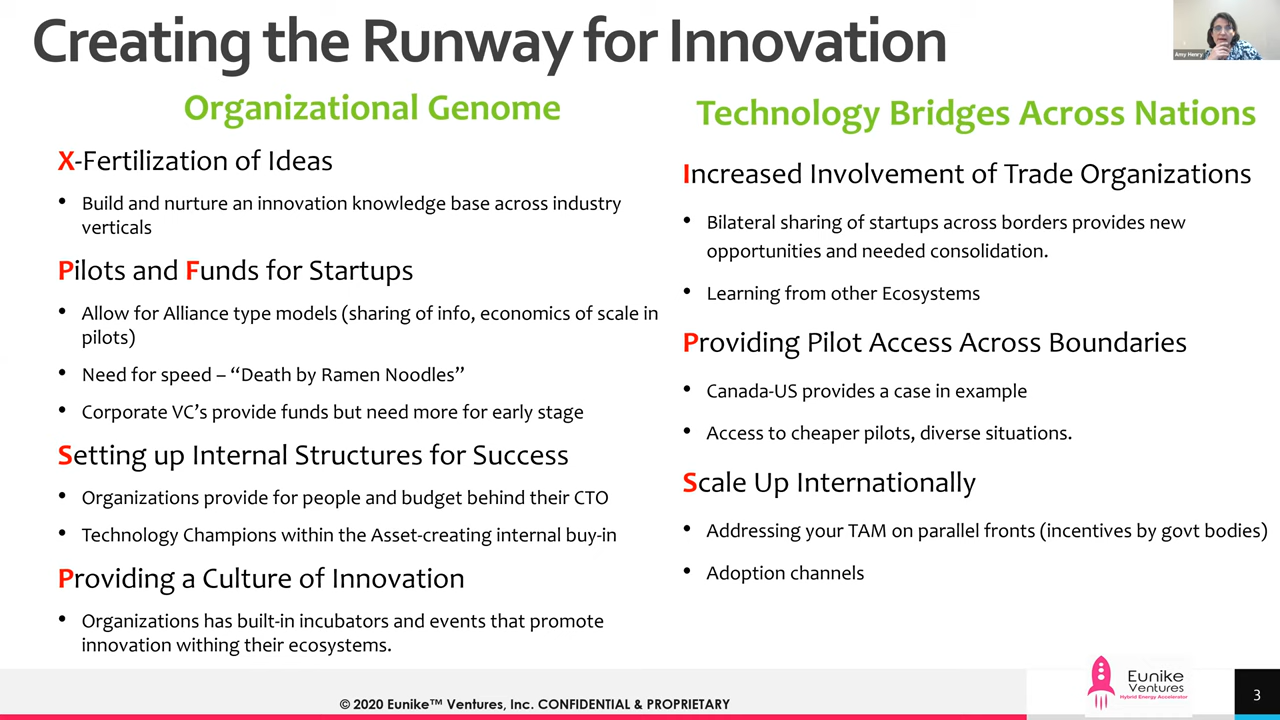 Creating the Runway for Innovation
Amy Henry
Organizational Genome
X-Fertilization of Ideas
• Build and nurture an innovation knowledge base across industry
verticals
Pilots and Funds for Startups
• Allow for Alliance type models (sharing of info, economics of scale in
pilots)
• Need for speed – “Death by Ramen Noodles”
• Corporate VC’s provide funds but need more for early stage
Setting up Internal Structures for Success
• Organizations provide for people and budget behind their CTO
• Technology Champions within the Asset-creating internal buy-in
Providing a Culture of Innovation
• Organizations has built-in incubators and events that promote
innovation withing their ecosystems.
Technology Bridges Across Nations
Increased Involvement of Trade Organizations
• Bilateral sharing of startups across borders provides new
opportunities and needed consolidation.
• Learning from other Ecosystems
Providing Pilot Access Across Boundaries
• Canada-US provides a case in example
• Access to cheaper pilots, diverse situations.
Scale Up Internationally
• Addressing your TAM on parallel fronts (incentives by govt bodies)
• Adoption channels
© 2020 Eunike™ Ventures, Inc. CONFIDENTIAL & PROPRIETARY
Eunike
Ventures
Hybrid Energy Accelerator
3